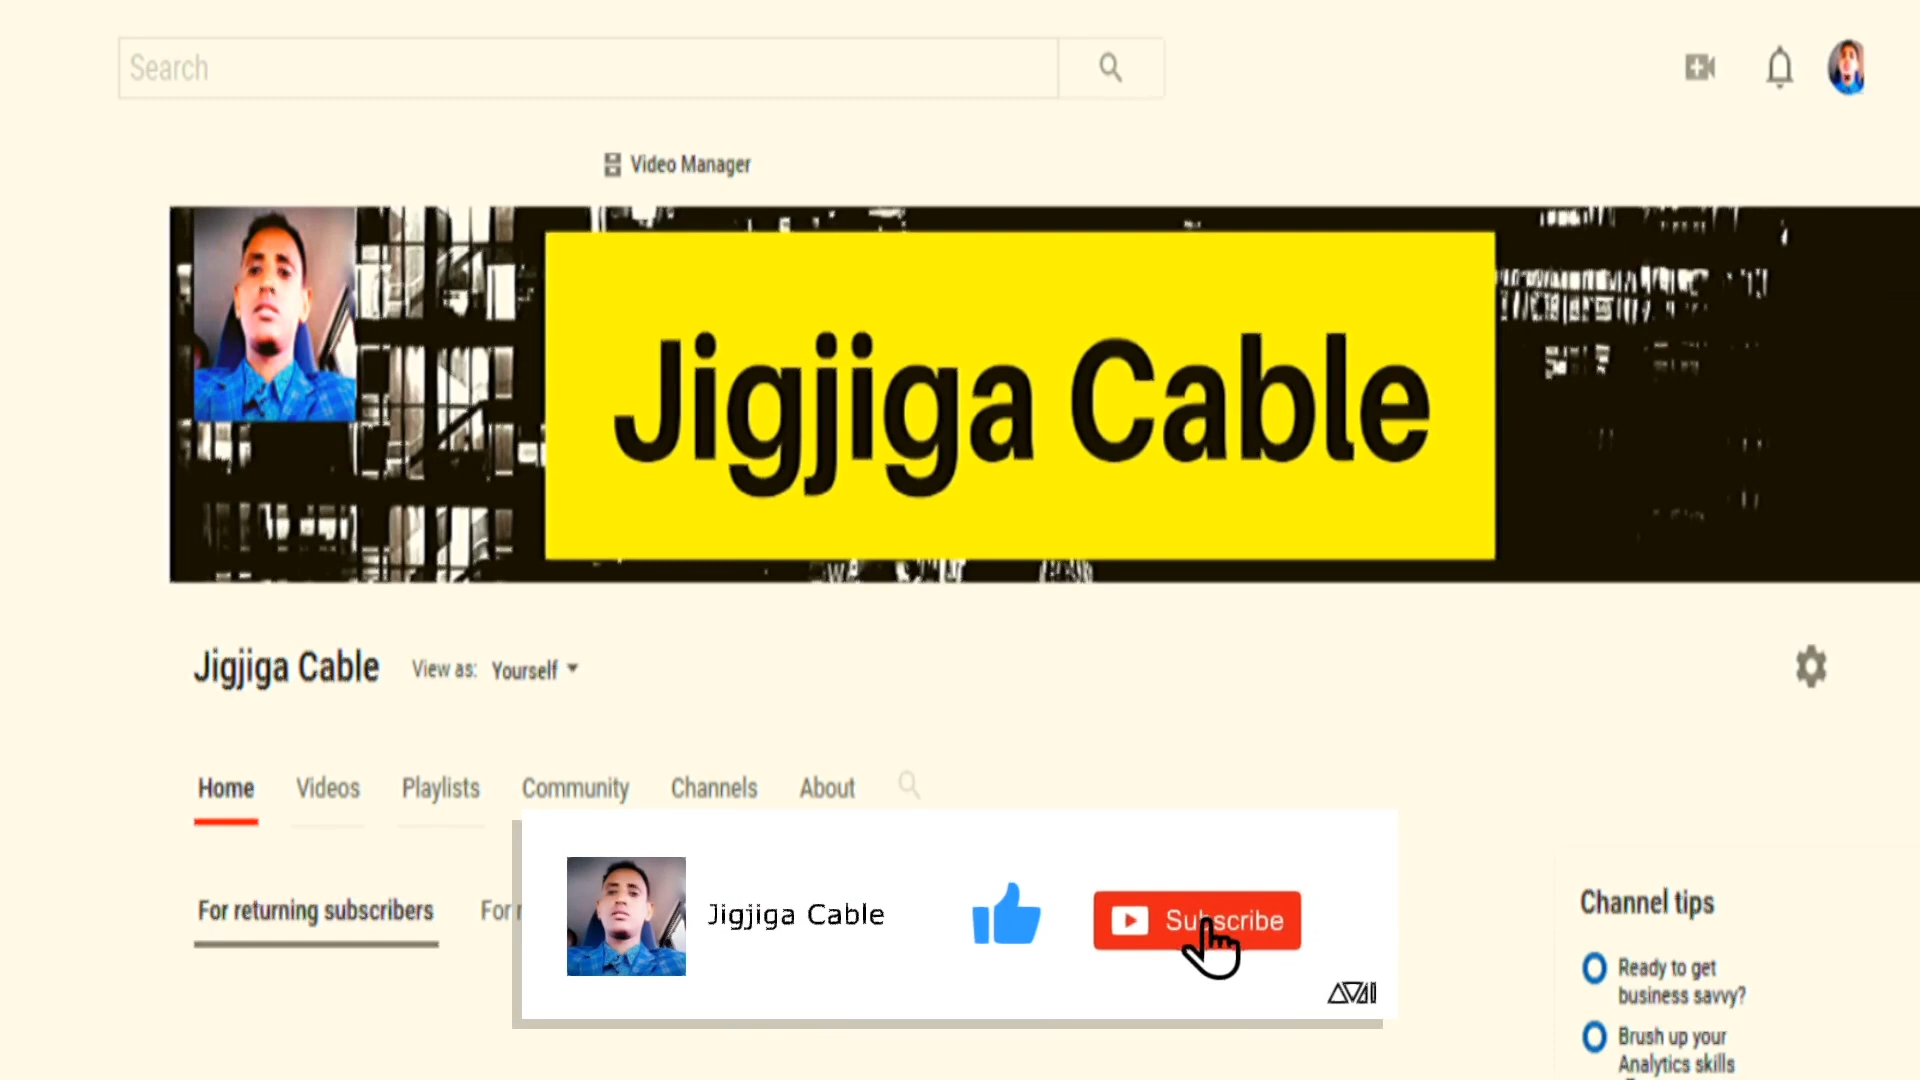 Search
Video Manager
Jigjiga Cable
Jigjiga Cable View as: Yourself
Home Videos Playlists Community Channels About
For returning subscribers For
Jigjiga Cable
Subscribe
Channel tips
Ready to get
business savvy?
Brush up your
Analytics skills